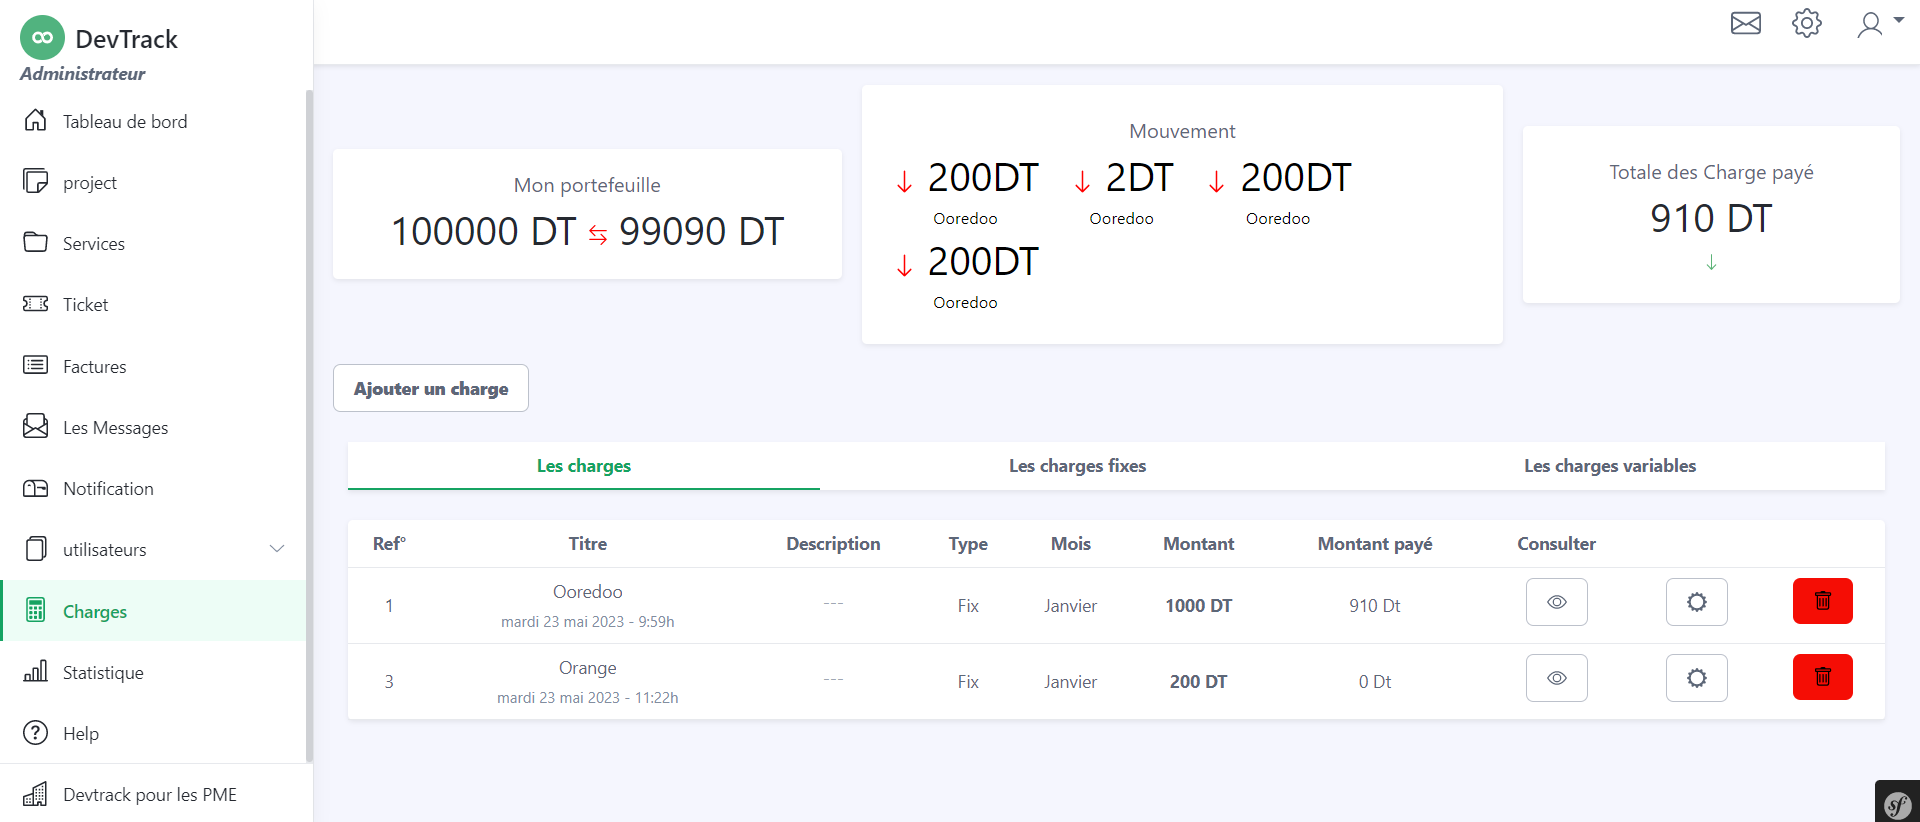 DevTrack
Administrateur
Tableau de bord
project
Services
Ticket
Factures
Les Messages
Notification
utilisateurs
Charges
Statistique
Help
Devtrack pour les PME
Mon portefeuille
100000 DT 99090 DT
Mouvement
200DT 2DT 200DT
Ooredoo Ooredoo Ooredoo
200DT
Ooredoo
Totale des Charge payé
910 DT
Ajouter un charge
Les charges Les charges fixes Les charges variables
Ref° Titre Description Type Mois Montant Montant payé Consulter
1 Ooredoo --- Fix Janvier 1000 DT 910 Dt
mardi 23 mai 2023 - 9:59h
3 Orange --- Fix Janvier 200 DT 0 Dt
mardi 23 mai 2023 - 11:22h
sf